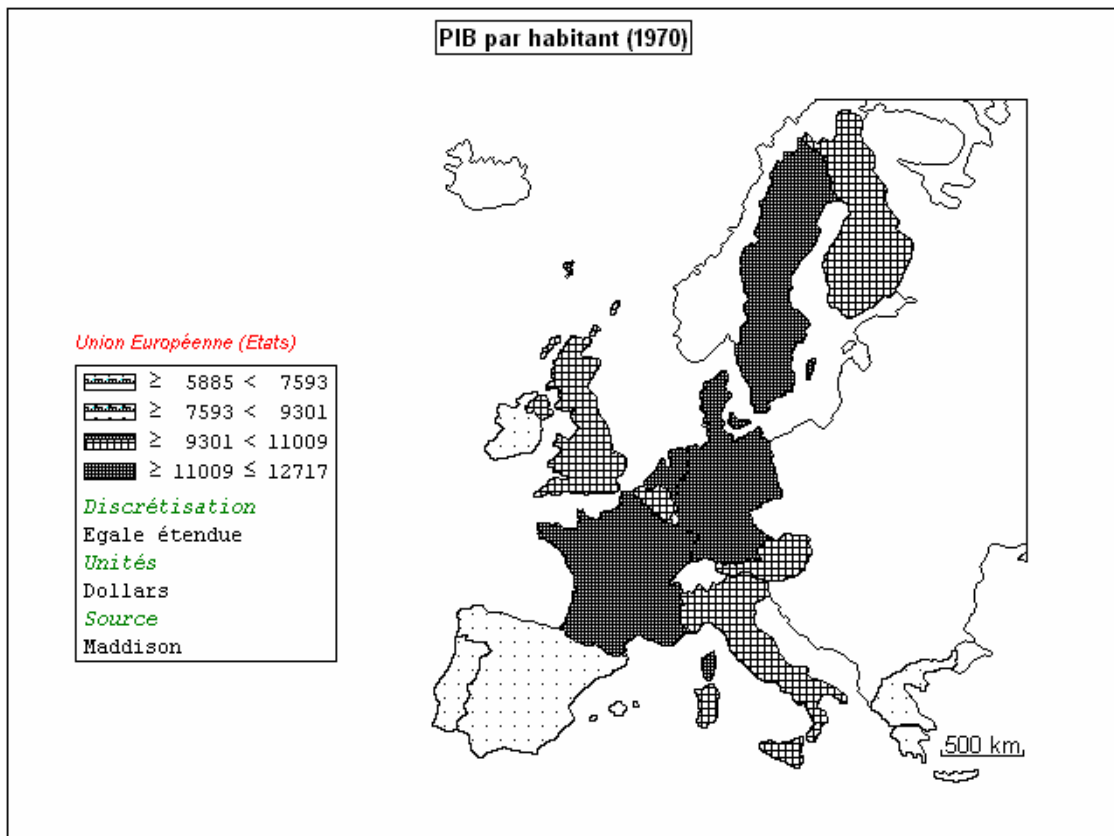 PIB par habitant (1970)
Union Européenne (Etats)
≥ 5885 < 7593
≥ 7593 < 9301
≥ 9301 < 11009
≥ 11009 ≤ 12717
Discrétisation
Egale étendue
Unités
Dollars
Source
Maddison
500 km